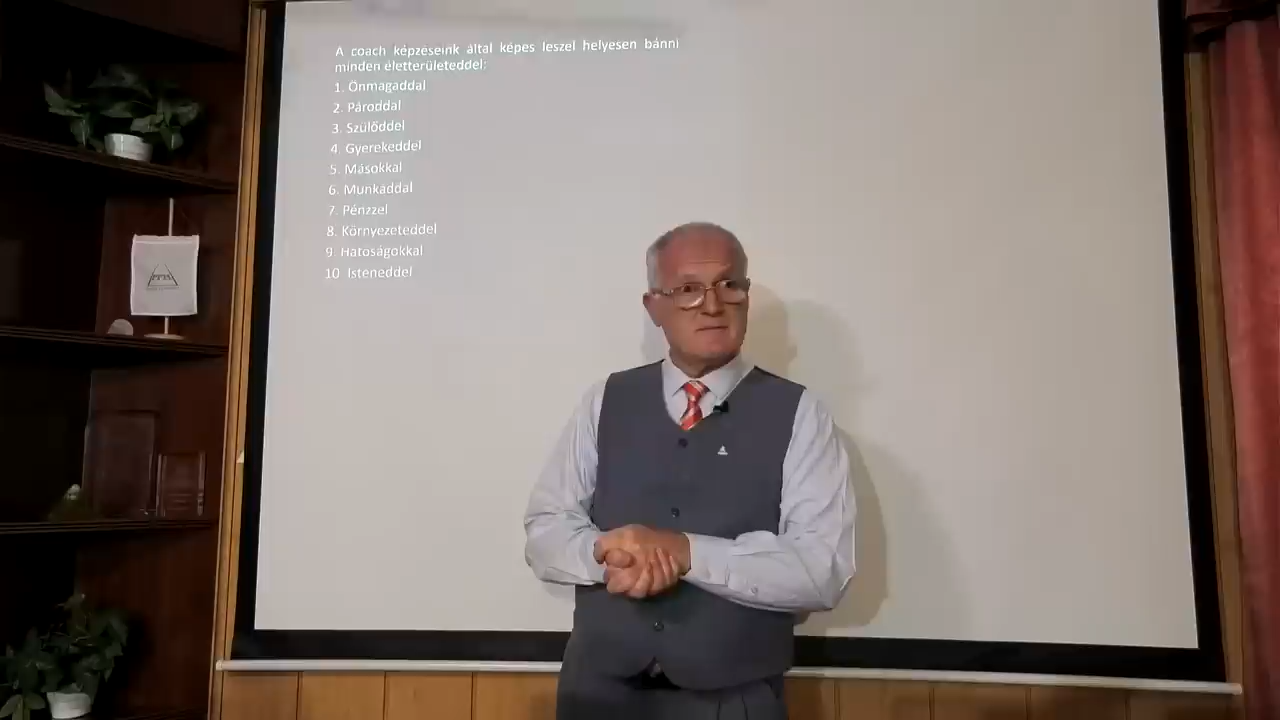 A coach képzéseink által képes leszel helyesen bánni
minden életterületeddel:
1. Önmagaddal
2. Pároddal
3. Szülőddel
4. Gyerekeddel
5. Másokkal
6. Munkáddal
7. Pénzzel
8. Környezeteddel
9. Hatóságokkal
10. Isteneddel